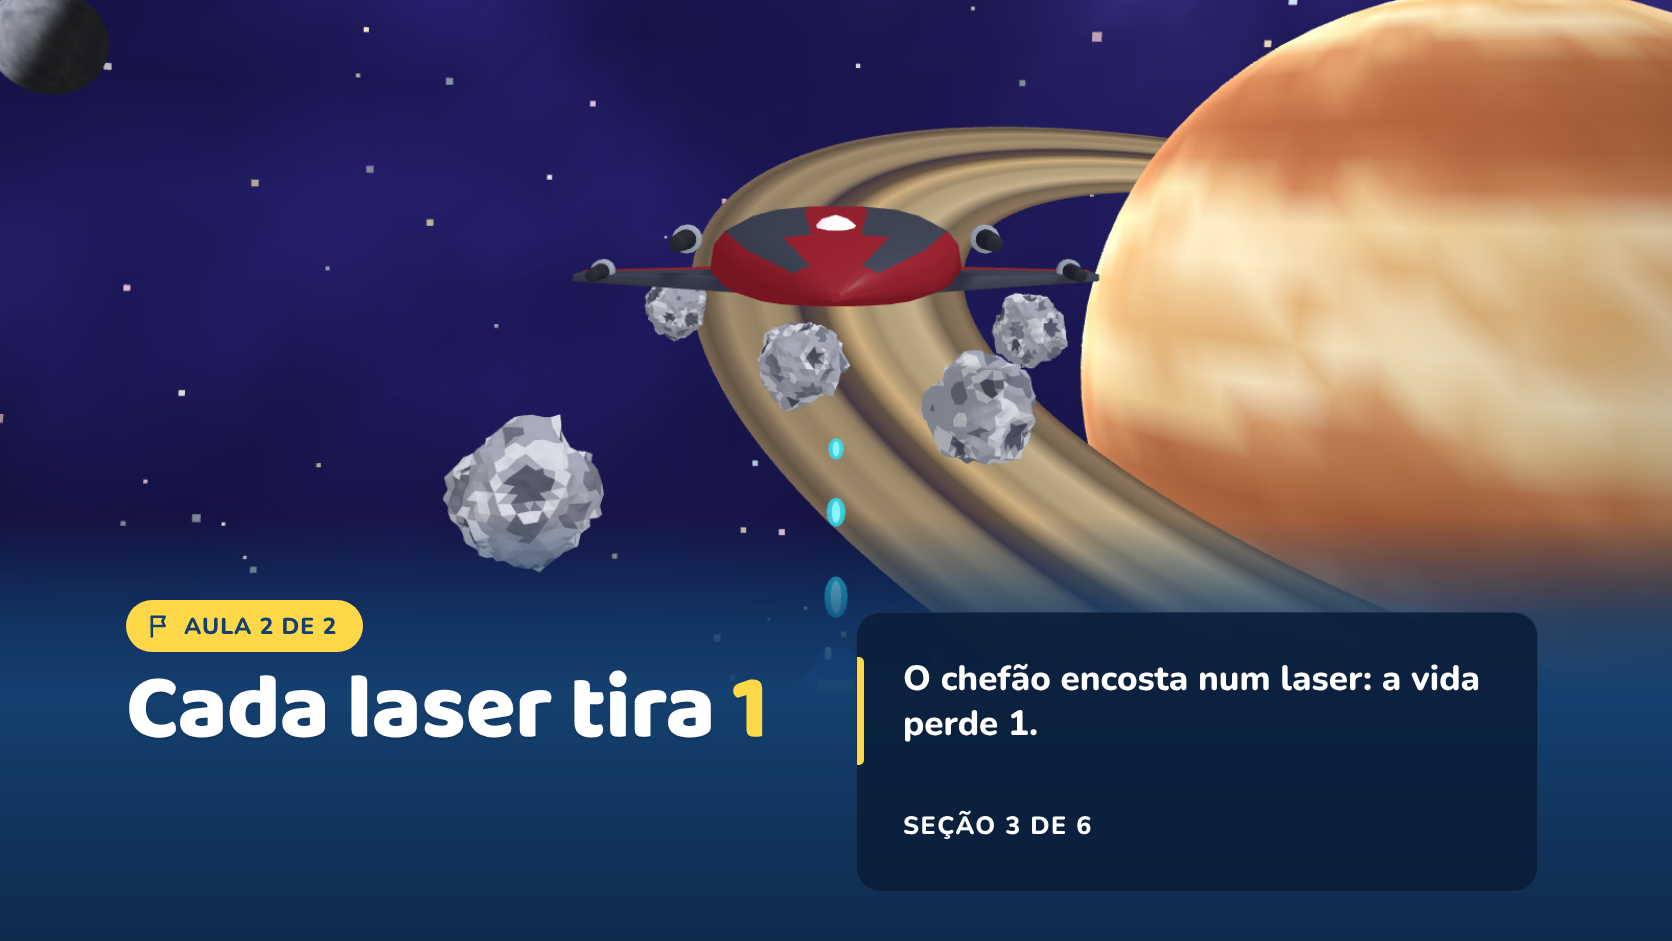 AULA 2 DE 2
Cada laser tira 1
O chefão encosta num laser: a vida
perde 1.
SEÇÃO 3 DE 6